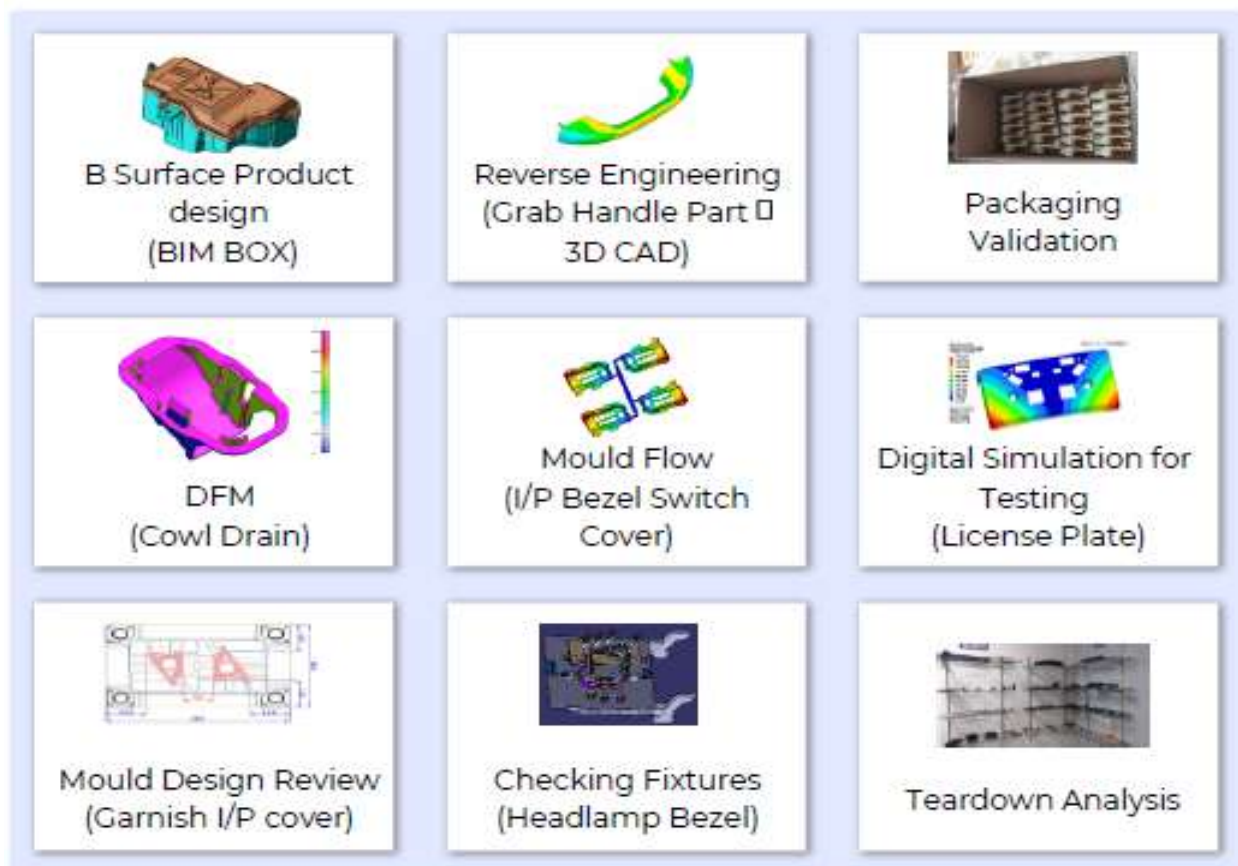 B Surface Product
design
(BIM BOX)
Reverse Engineering
(Grab Handle Part ▯
3D CAD)
Packaging
Validation
DFM
(Cowl Drain)
Mould Flow
(I/P Bezel Switch
Cover)
Digital Simulation for
Testing
(License Plate)
Mould Design Review
(Garnish I/P cover)
Checking Fixtures
(Headlamp Bezel)
Teardown Analysis